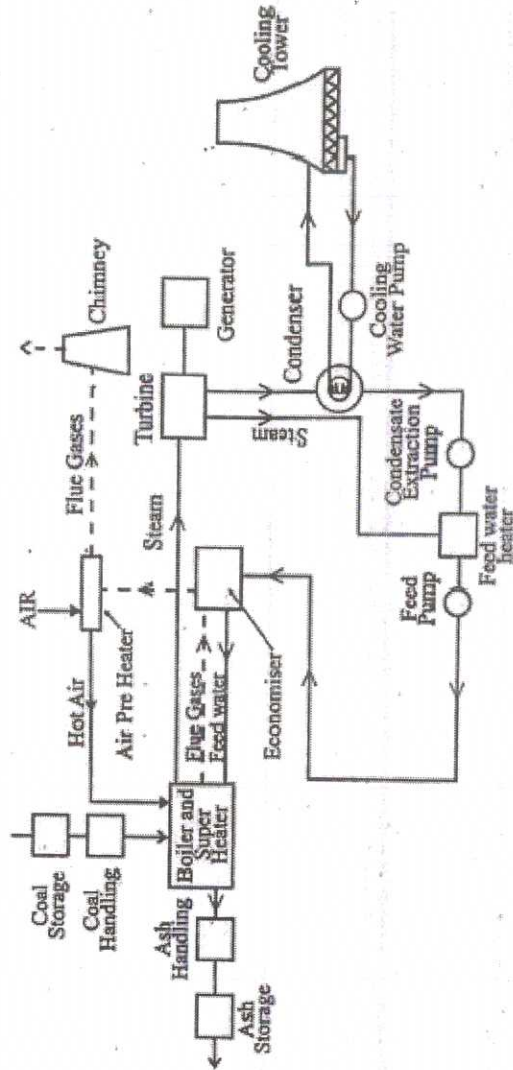 Coal
Storage
Coal
Handling
AIR
Hot Air
Air Pre Heater
Flue Gases
Chimney
Boiler and
Super
Heater
Steam
Flue Gases
Feed water
Economiser
Turbine
Generator
Ash
Handling
Ash
Storage
Steam
Condenser
Cooling
Tower
Cooling
Water Pump
Condensate
Extraction
Pump
Feed water
heater
Feed
Pump